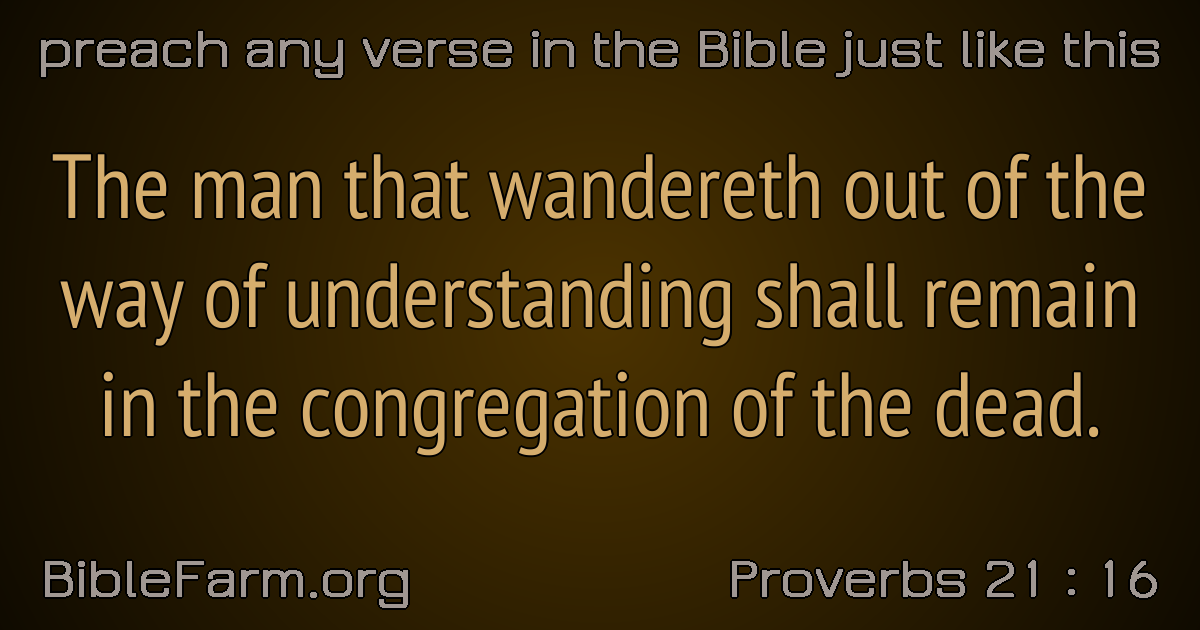 preach any verse in the Bible just like this
The man that wandereth out of the
way of understanding shall remain
in the congregation of the dead.
BibleFarm.org
Proverbs 21 : 16